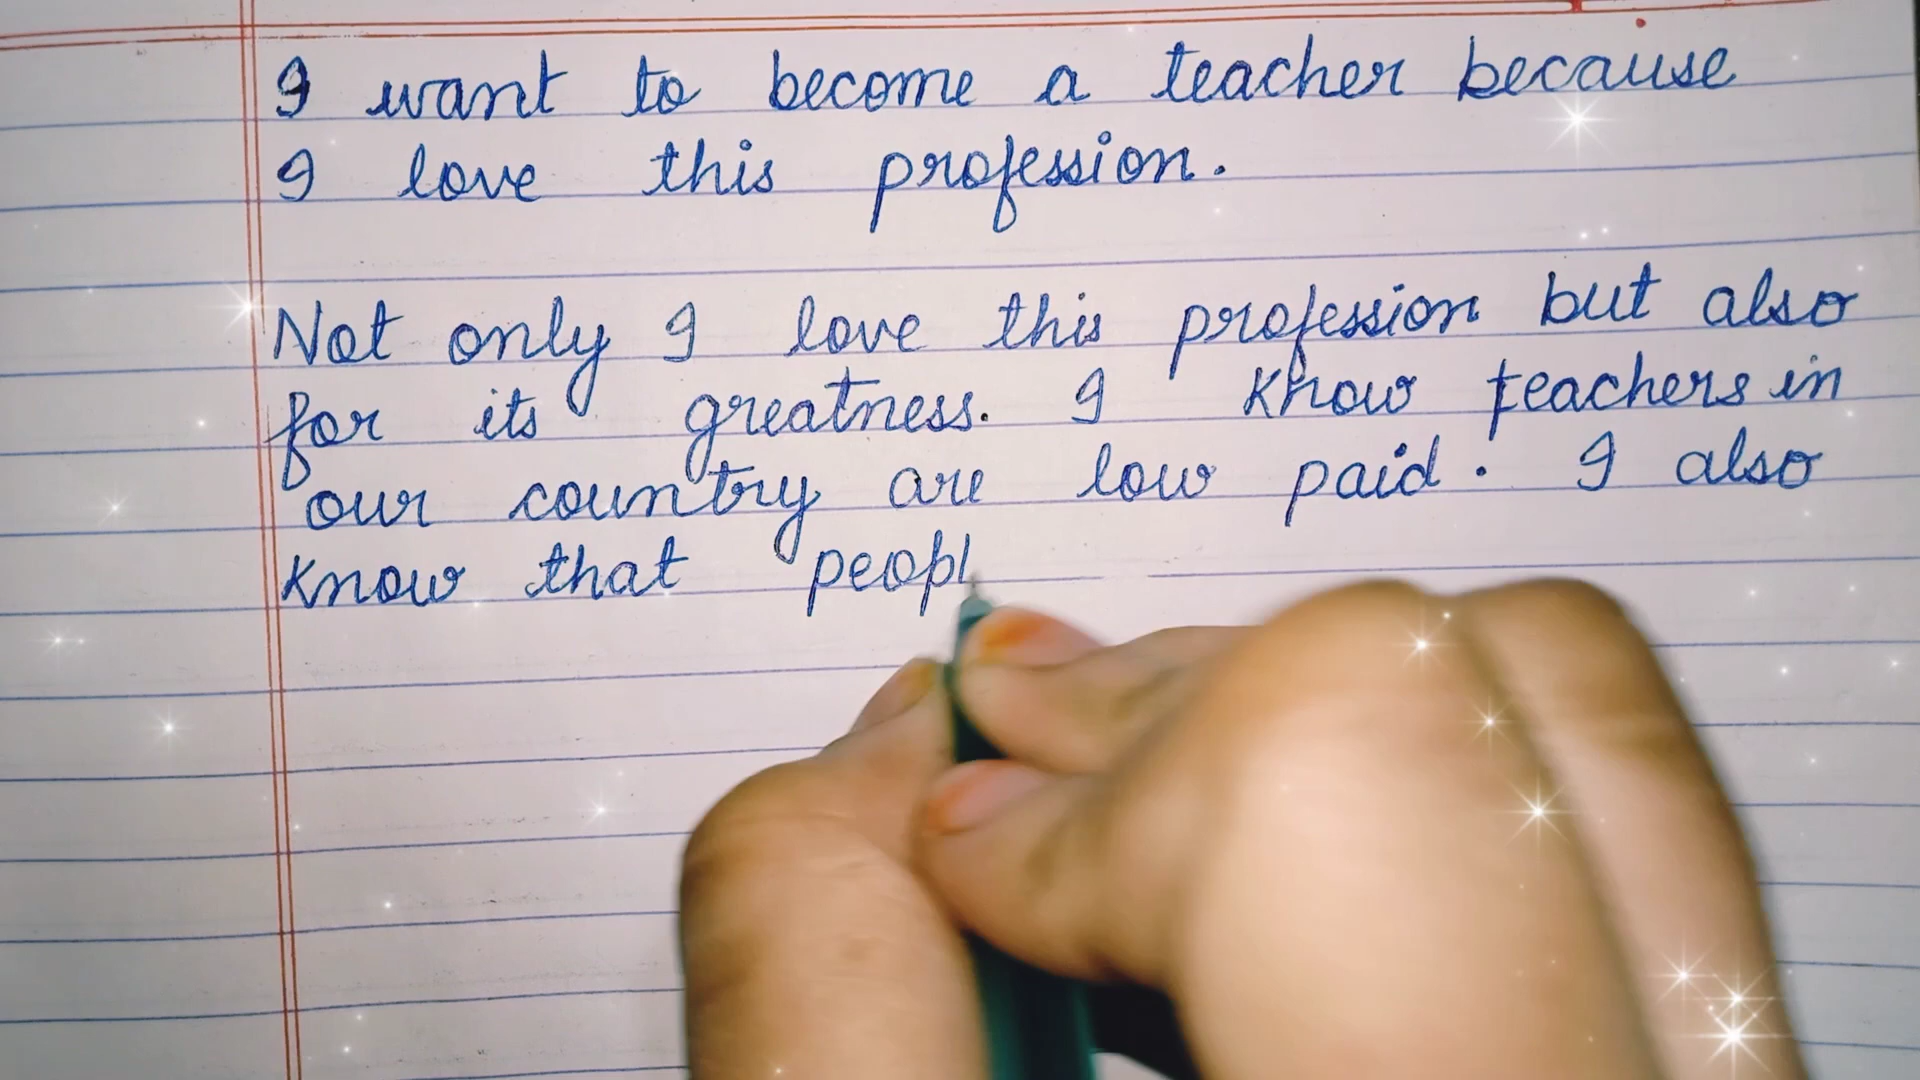 I want to become a teacher because
I love this profession.
Not only I love this profession but also
for its greatness. I know teachers in
our country are low paid. I also
know that peopl